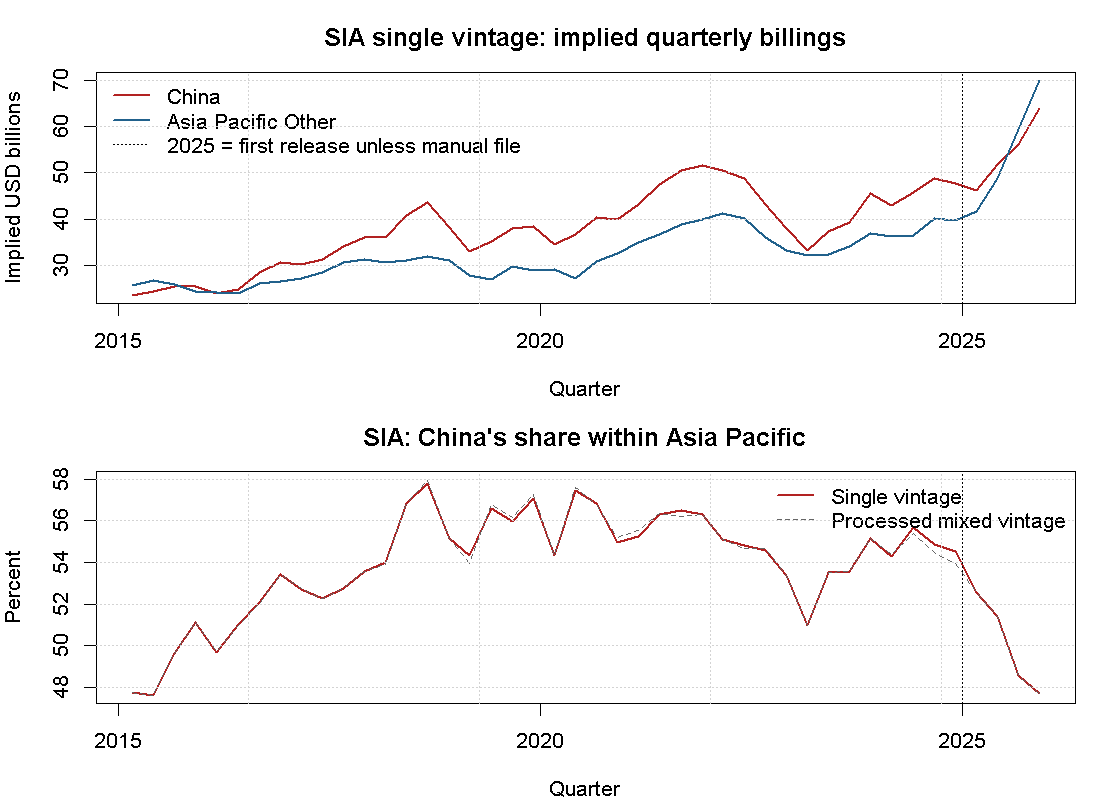 SIA single vintage: implied quarterly billings
Implied USD billions
70
60
50
40
30
China
Asia Pacific Other
2025 = first release unless manual file
2015 2020 2025
Quarter
SIA: China's share within Asia Pacific
Percent
58
56
54
52
50
48
Single vintage
Processed mixed vintage
2015 2020 2025
Quarter